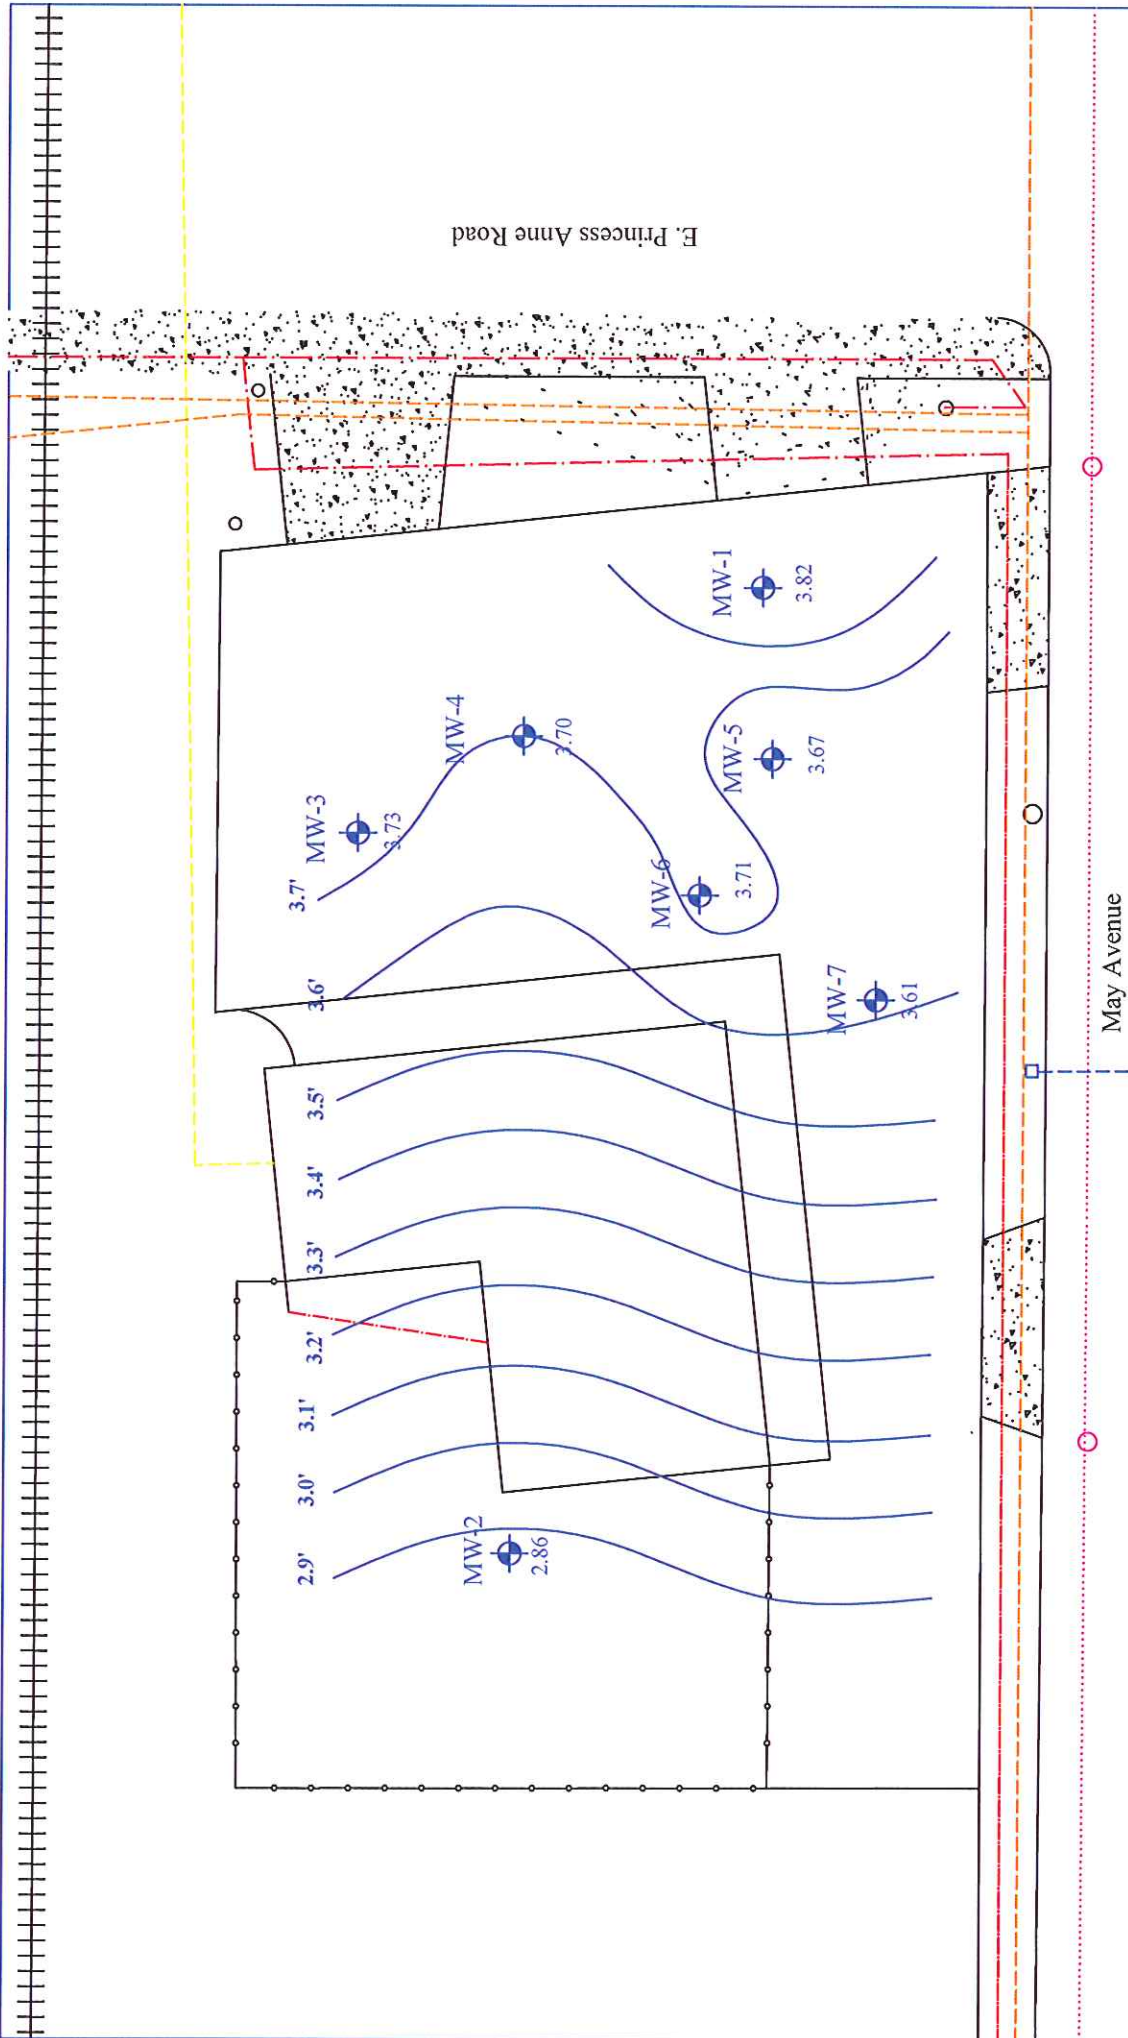 E. Princess Anne Road
MW-1
3.82
MW-4
3.70
MW-3
3.73
MW-5
3.67
MW-6
3.71
3.7'
MW-7
3.61
3.6'
3.5'
3.4'
3.3'
3.2'
3.1'
3.0'
2.9'
MW-2
2.86
May Avenue